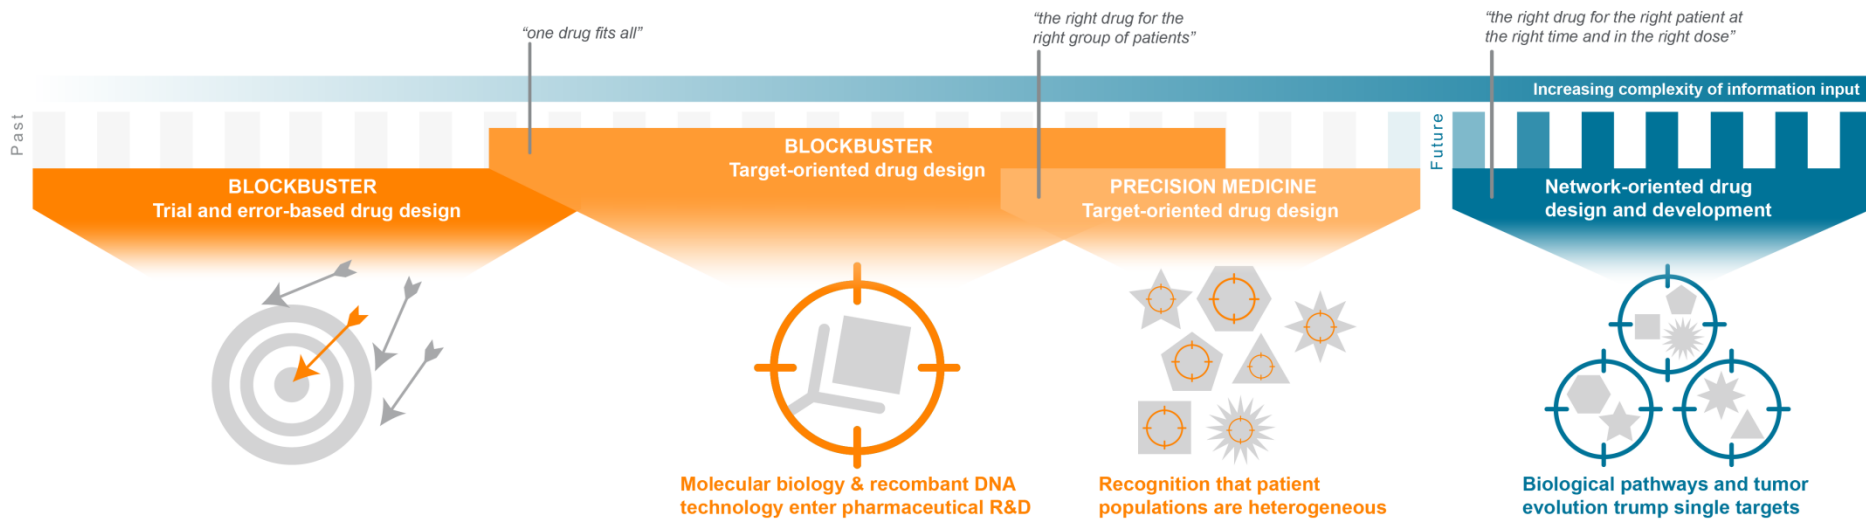 “one drug fits all”
“the right drug for the
right group of patients”
“the right drug for the right patient at
the right time and in the right dose”
Increasing complexity of information input
Past
Future
BLOCKBUSTER
Trial and error-based drug design
BLOCKBUSTER
Target-oriented drug design
PRECISION MEDICINE
Target-oriented drug design
Network-oriented drug
design and development
Molecular biology & recombant DNA
technology enter pharmaceutical R&D
Recognition that patient
populations are heterogeneous
Biological pathways and tumor
evolution trump single targets